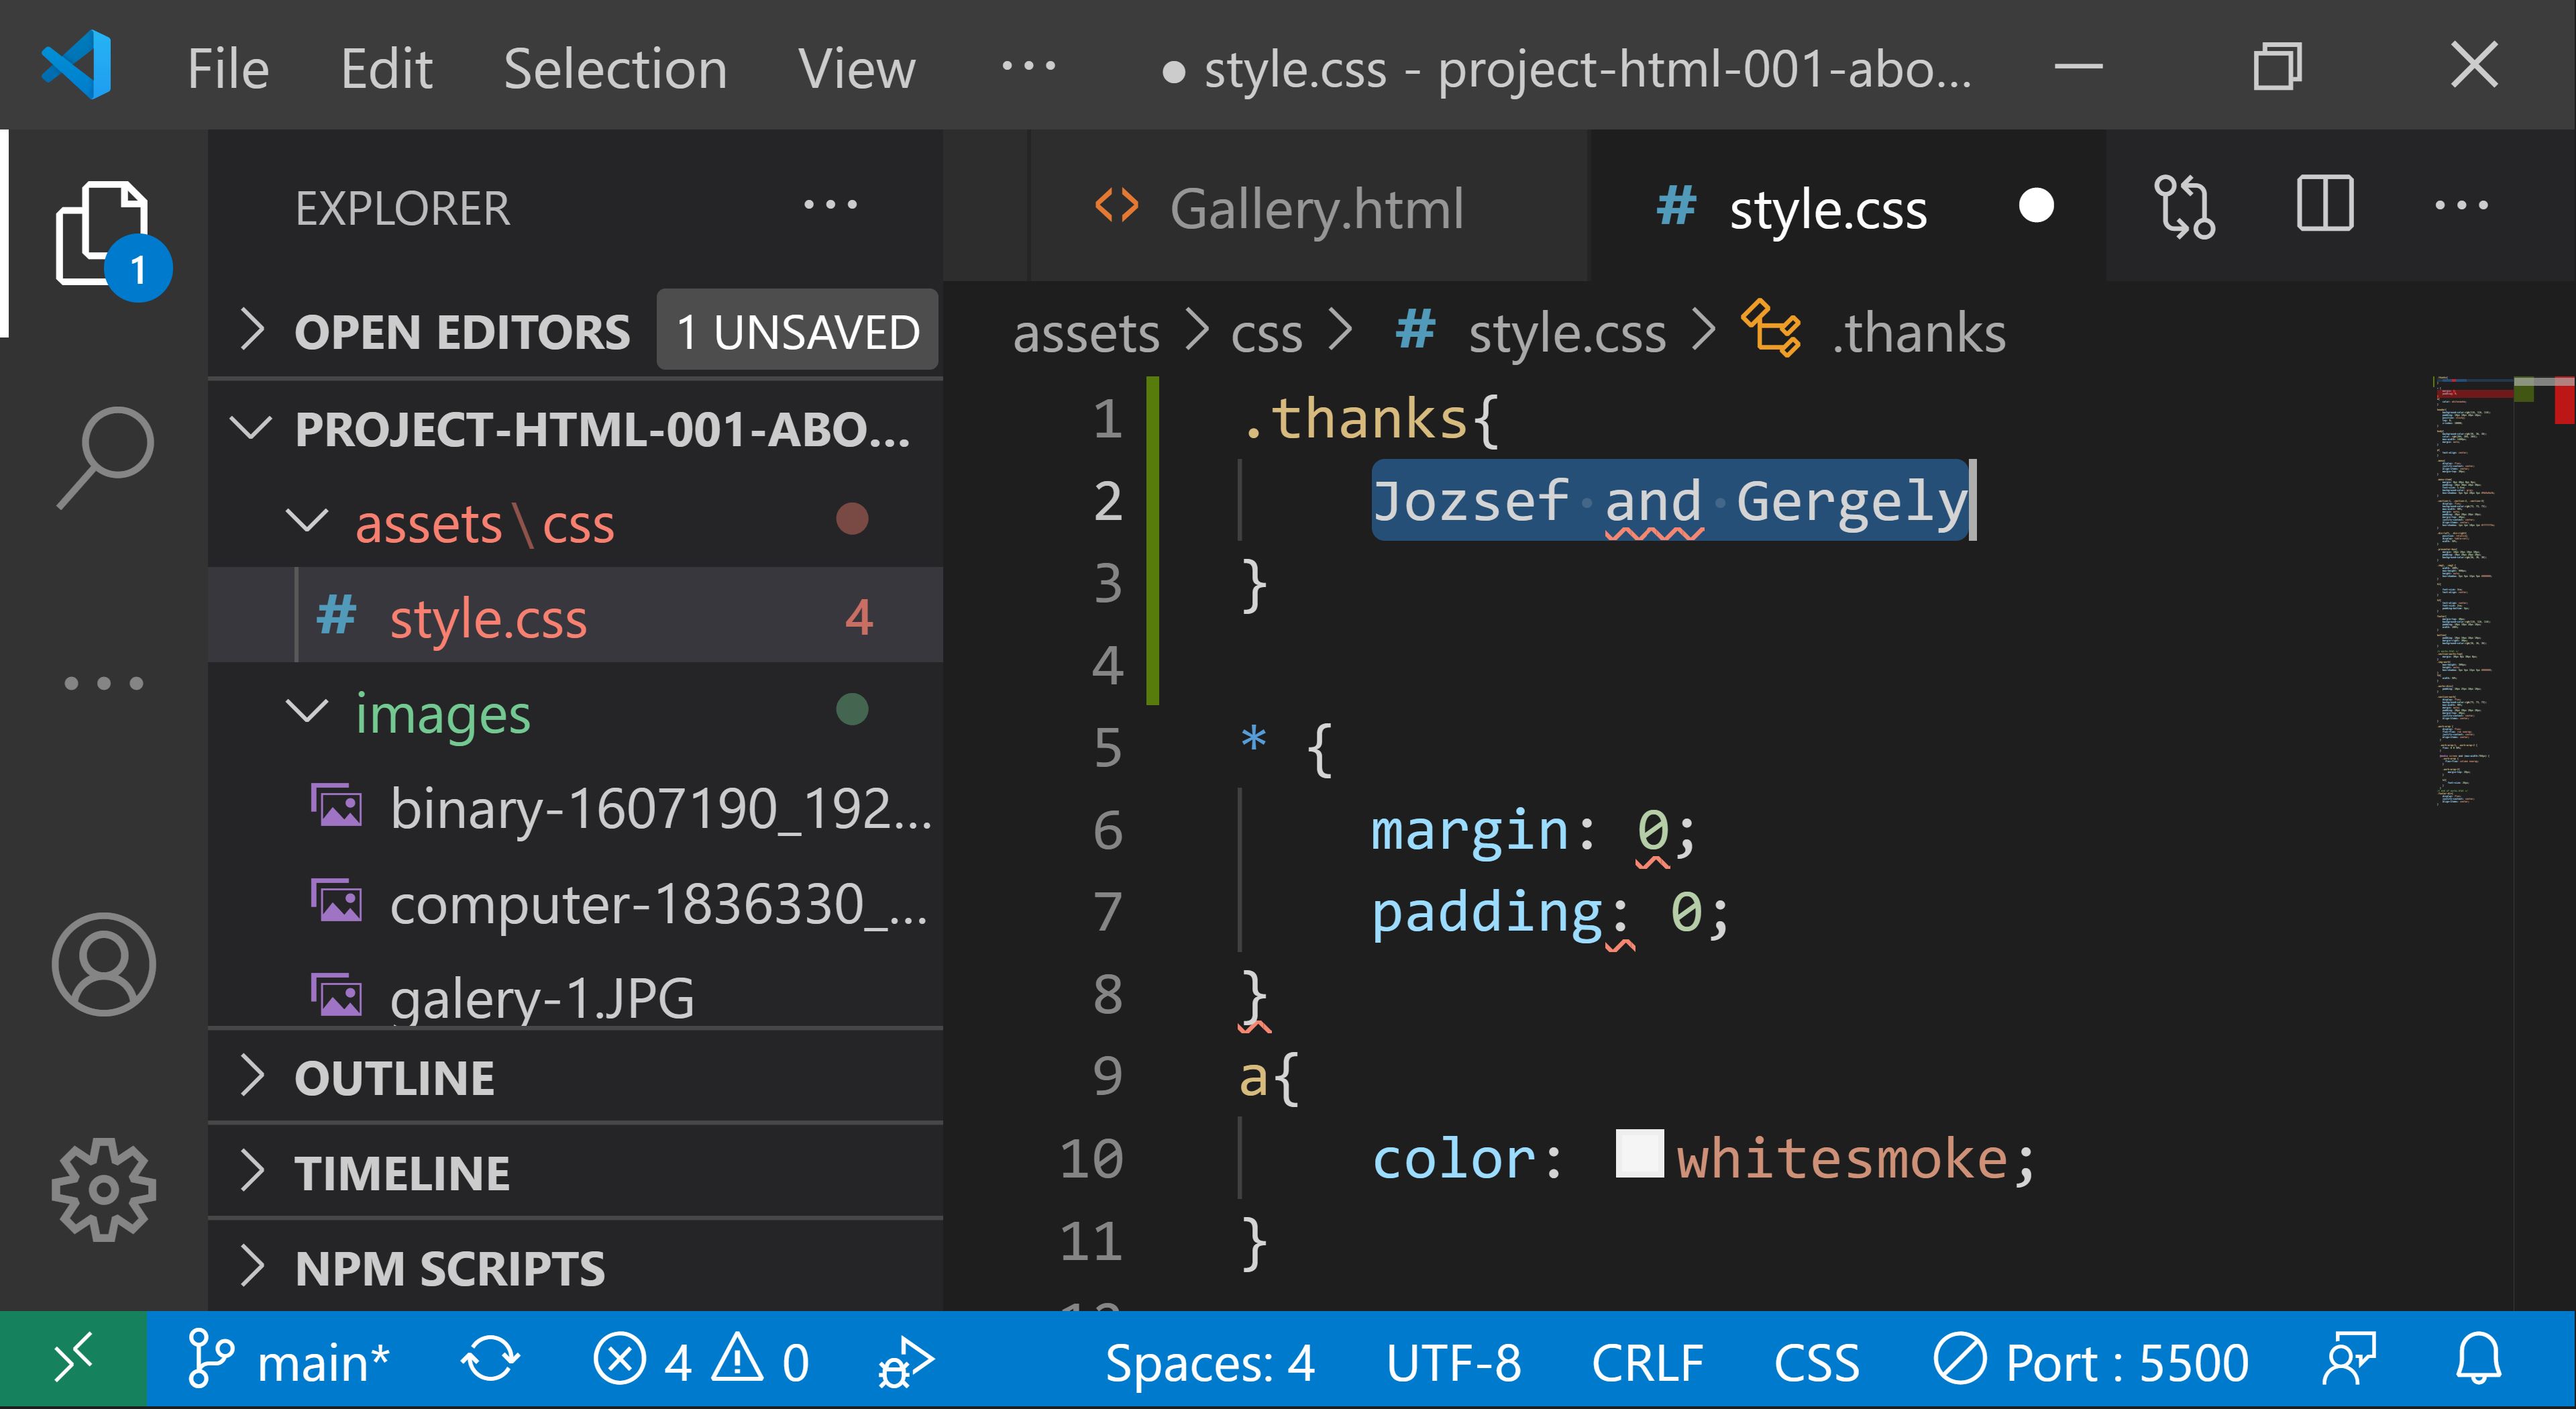 File Edit Selection View ··· ● style.css - project-html-001-abo...
EXPLORER ···
1
OPEN EDITORS 1 UNSAVED
PROJECT-HTML-001-ABO...
assets\css
# style.css 4
images
binary-1607190_192...
computer-1836330_...
galery-1.JPG
OUTLINE
TIMELINE
NPM SCRIPTS
<> Gallery.html # style.css ● ···
assets > css > # style.css > .thanks
1 .thanks{
2 Jozsef·and·Gergely
3 }
4
5 * {
6 margin: 0;
7 padding: 0;
8 }
9 a{
10 color: whitesmoke;
11 }
12
main* 4 0 Spaces: 4 UTF-8 CRLF CSS Port : 5500